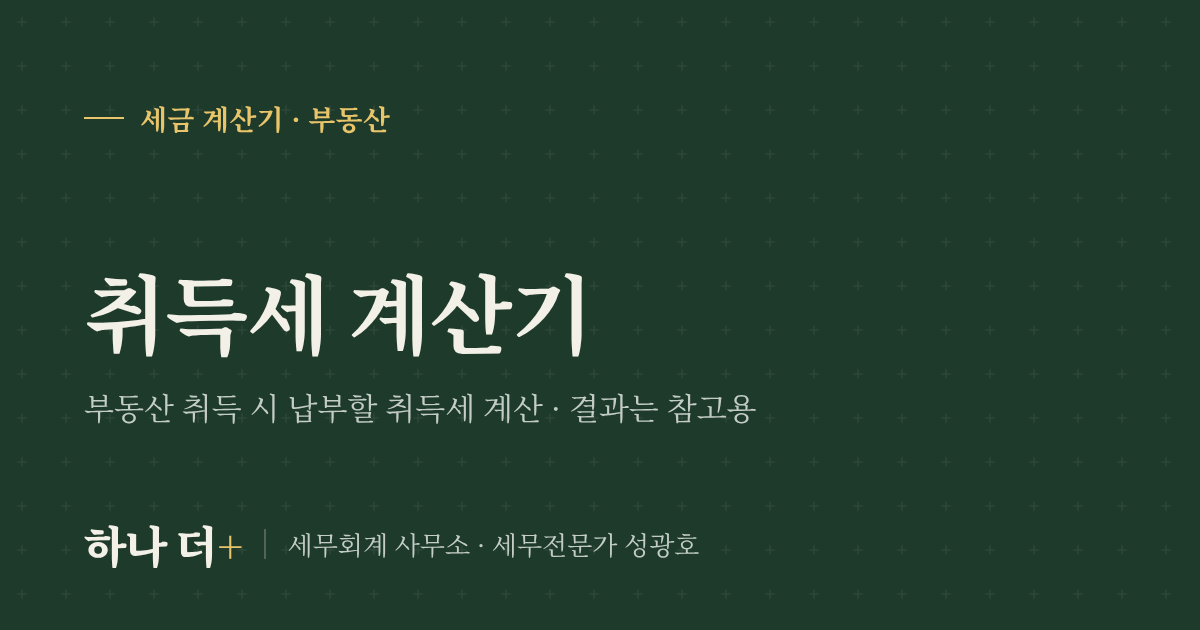 세금 계산기 · 부동산
취득세 계산기
부동산 취득 시 납부할 취득세 계산 · 결과는 참고용
하나 더+ | 세무회계 사무소 · 세무전문가 성광호